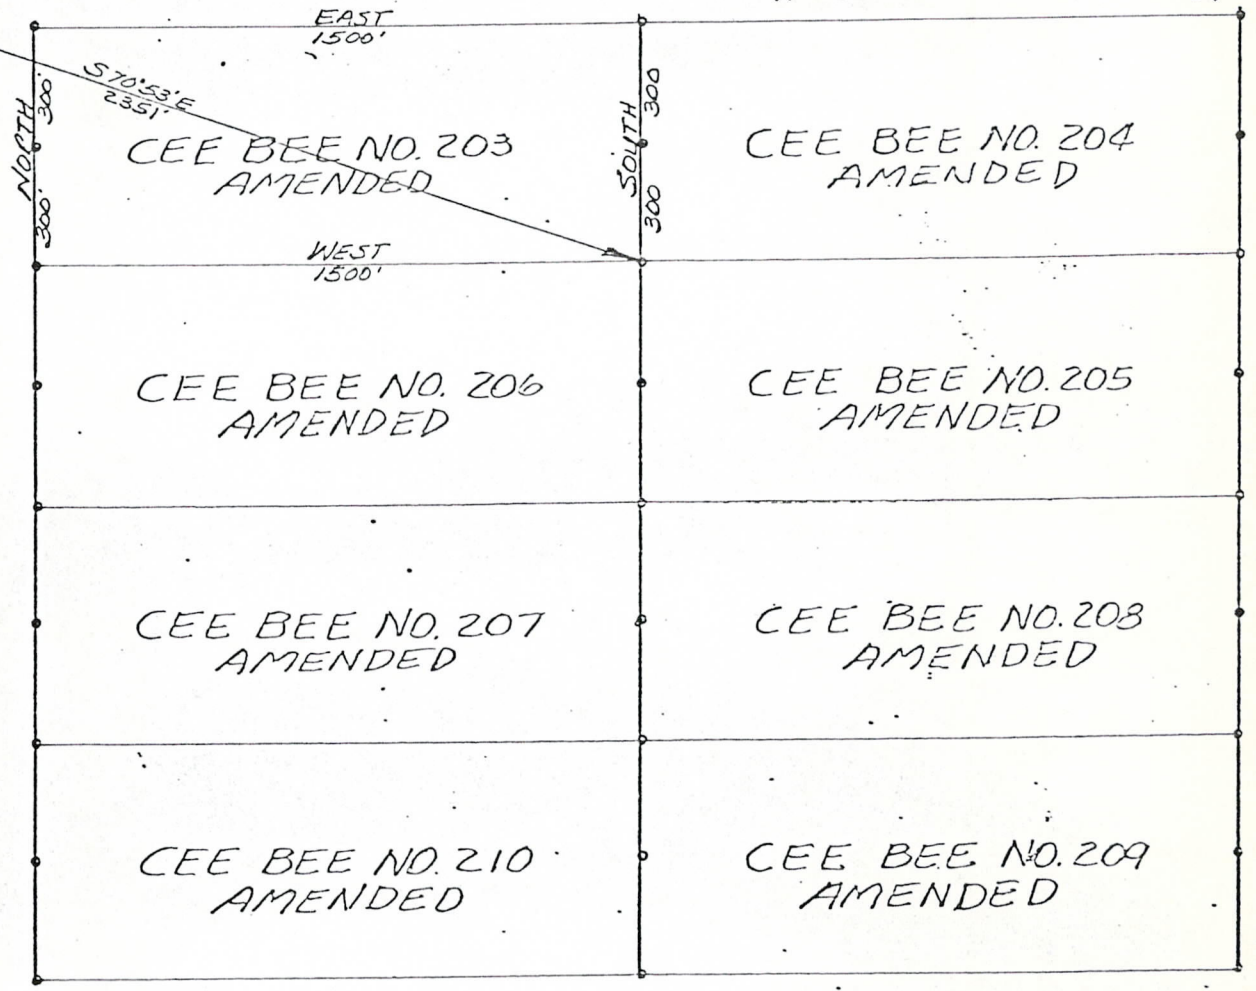 EAST
1500'
S 70°53' E
2351'
NORTH
300'
300'
SOUTH
300
300
CEE BEE NO. 203
AMENDED
CEE BEE NO. 204
AMENDED
WEST
1500'
CEE BEE NO. 206
AMENDED
CEE BEE NO. 205
AMENDED
CEE BEE NO. 207
AMENDED
CEE BEE NO. 208
AMENDED
CEE BEE NO. 210
AMENDED
CEE BEE NO. 209
AMENDED